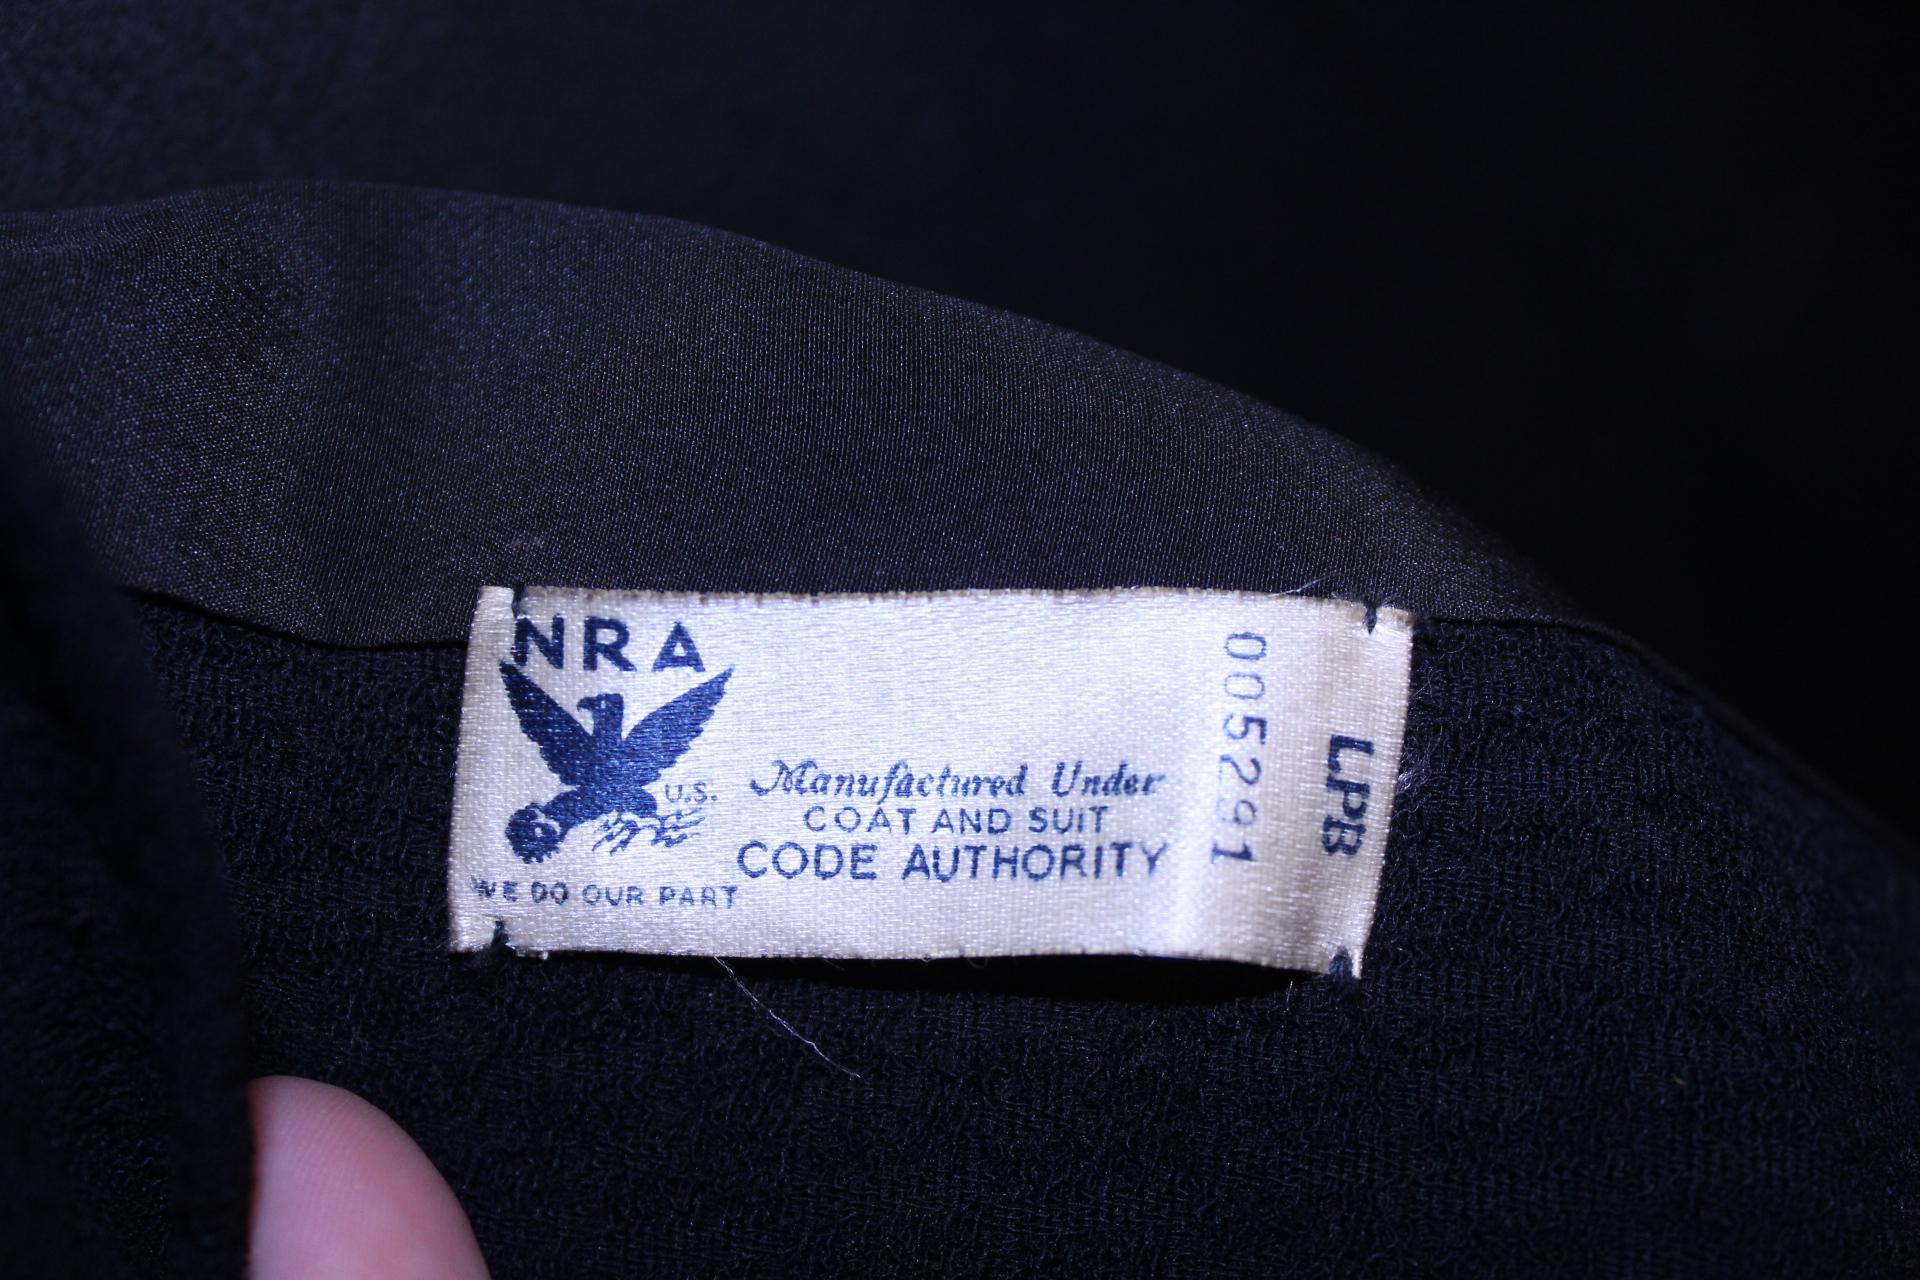 NRA
U.S.
WE DO OUR PART
Manufactured Under
COAT AND SUIT
CODE AUTHORITY
005291
LPB